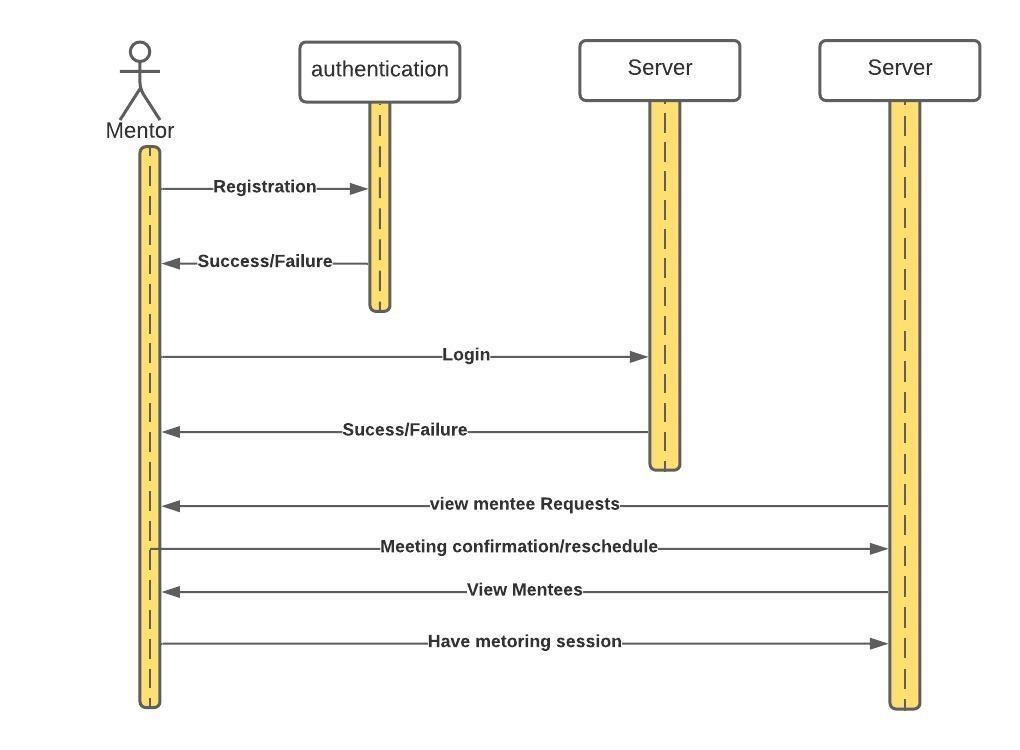 authentication
Server
Server
Mentor
Registration
Success/Failure
Login
Sucess/Failure
view mentee Requests
Meeting confirmation/reschedule
View Mentees
Have metoring session